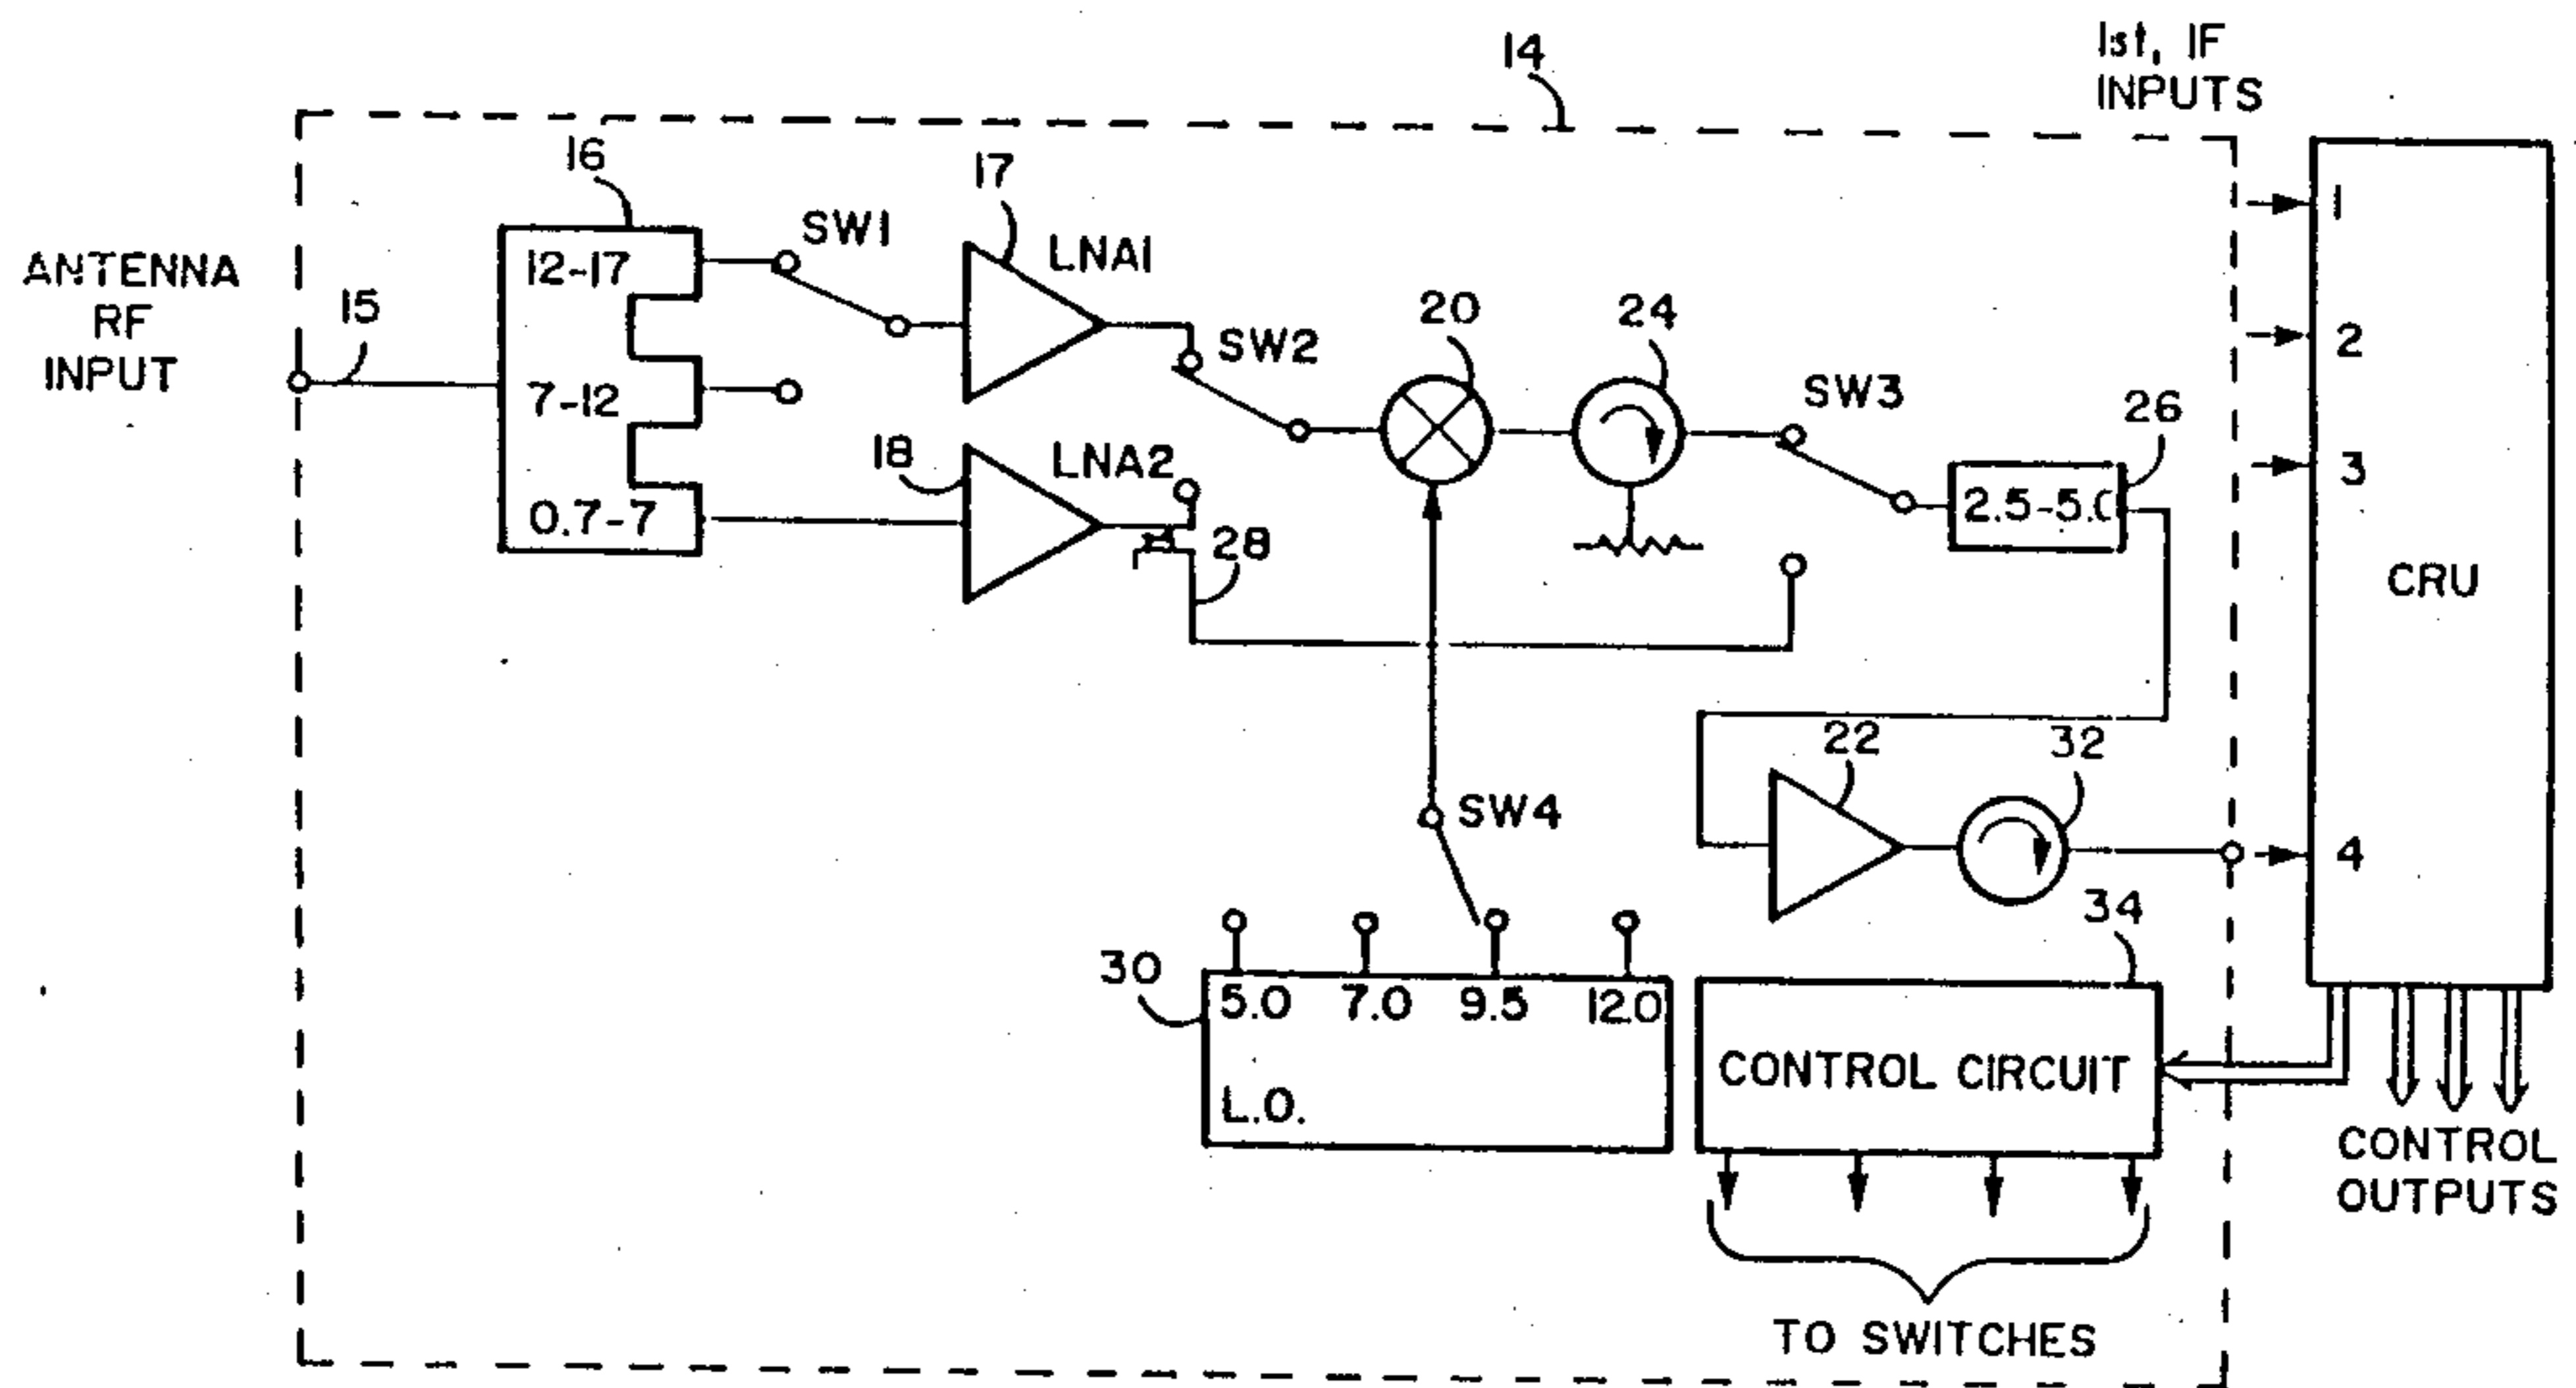 1st, IF
INPUTS
14
16
17
ANTENNA
RF
INPUT
15
12-17
7-12
0.7-7
SW1
LNA1
SW2
18
LNA2
28
20
24
SW3
26
2.5-5.0
1
2
3
4
CRU
22
32
SW4
34
30
5.0
7.0
9.5
12.0
L.O.
CONTROL CIRCUIT
CONTROL
OUTPUTS
TO SWITCHES